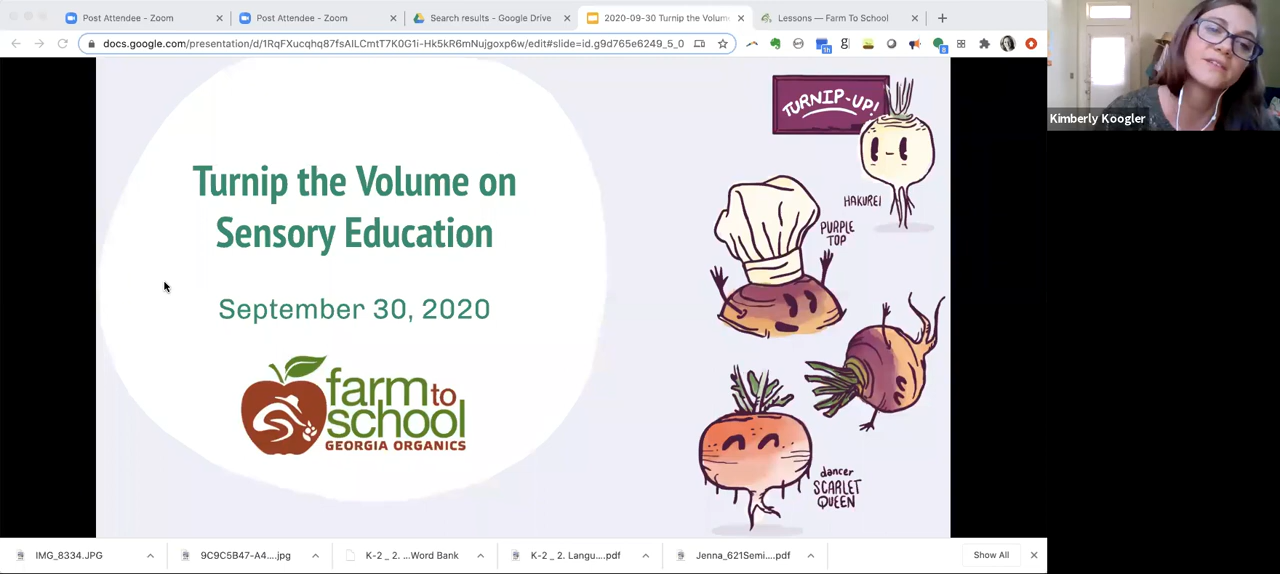 Post Attendee - Zoom
Post Attendee - Zoom
Search results - Google Drive
2020-09-30 Turnip the Volum
Lessons — Farm To School
docs.google.com/presentation/d/1RqFXucqhq87fsAILCmtT7K0G1i-Hk5kR6mNujgoxp6w/edit#slide=id.g9d765e6249_5_0
Kimberly Koogler
TURNIP-UP!
HAKUREI
PURPLE
TOP
Turnip the Volume on
Sensory Education
September 30, 2020
farm to
school
GEORGIA ORGANICS
dancer
SCARLET
QUEEN
IMG_8334.JPG
9C9C5B47-A4....jpg
K-2 _ 2. ...Word Bank
K-2 _ 2. Langu....pdf
Jenna_621Semi....pdf
Show All